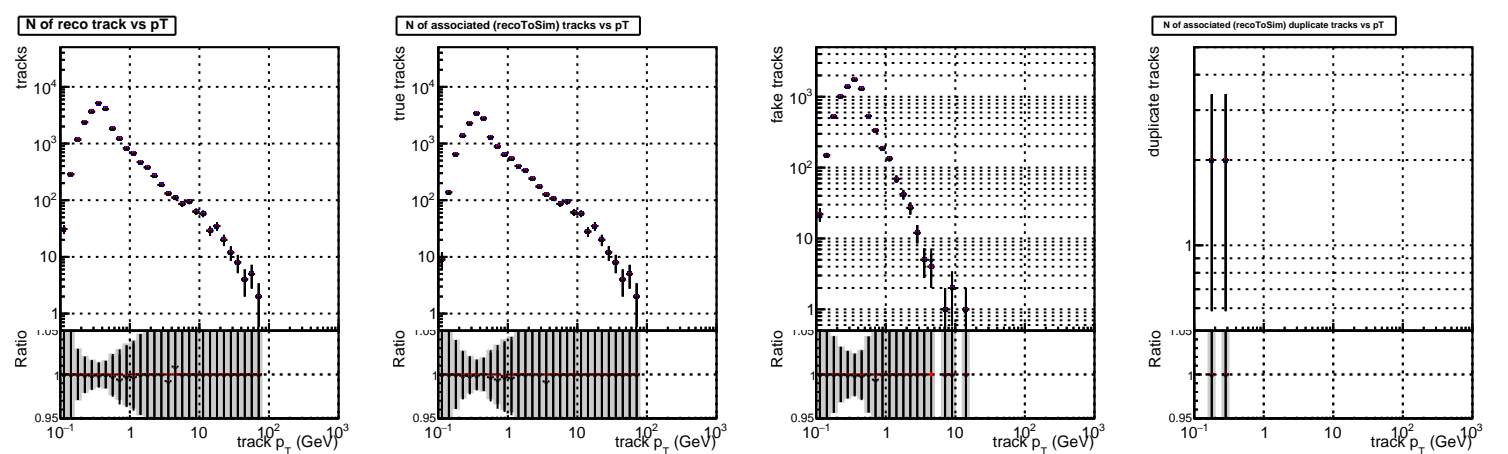 N of reco track vs pT
tracks
10⁴
10³
10²
10
1
Ratio
1.05
1
0.95
10⁻¹ 1 10 10² 10³
track p_T (GeV)
N of associated (recoToSim) tracks vs pT
true tracks
10⁴
10³
10²
10
1
Ratio
1.05
1
0.95
10⁻¹ 1 10 10² 10³
track p_T (GeV)
fake tracks
10³
10²
10
1
Ratio
1.05
1
0.95
10⁻¹ 1 10 10² 10³
track p_T (GeV)
N of associated (recoToSim) duplicate tracks vs pT
duplicate tracks
1
Ratio
1.05
1
0.95
10⁻¹ 1 10 10² 10³
track p_T (GeV)